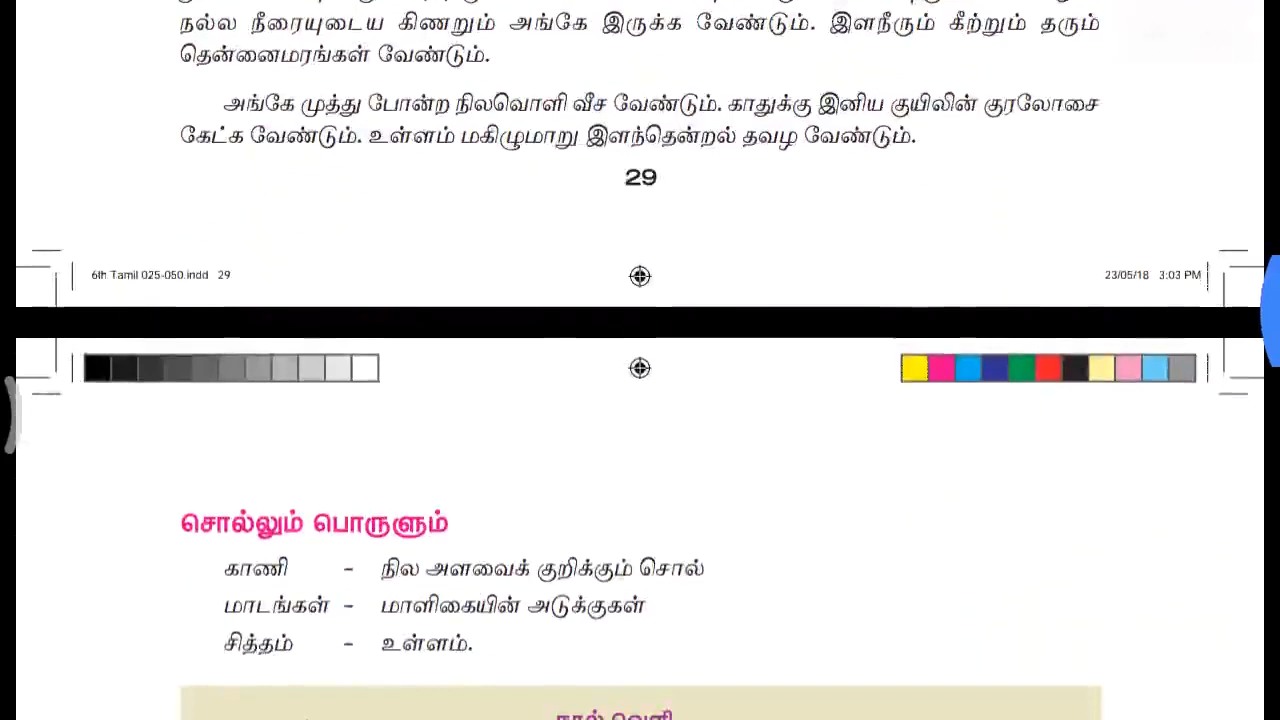 நல்ல நீரையுடைய கிணறும் அங்கே இருக்க வேண்டும். இளநீரும் கீற்றும் தரும்
தென்னைமரங்கள் வேண்டும்.
அங்கே முத்து போன்ற நிலவொளி வீச வேண்டும். காதுக்கு இனிய குயிலின் குரலோசை
கேட்க வேண்டும். உள்ளம் மகிழுமாறு இளந்தென்றல் தவழ வேண்டும்.
29
6th Tamil 025-050.indd 29
23/05/18 3:03 PM
சொல்லும் பொருளும்
காணி - நில அளவைக் குறிக்கும் சொல்
மாடங்கள் - மாளிகையின் அடுக்குகள்
சித்தம் - உள்ளம்.